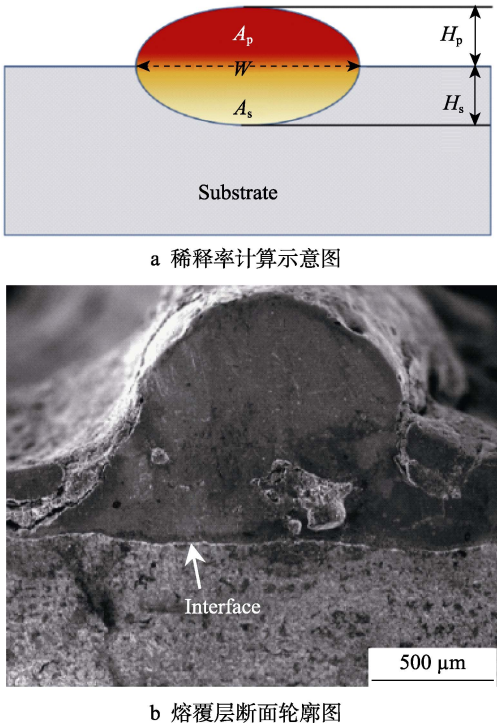 Aₚ
Hₚ
W
Aₛ
Hₛ
Substrate
a 稀释率计算示意图
Interface
500 μm
b 熔覆层断面轮廓图